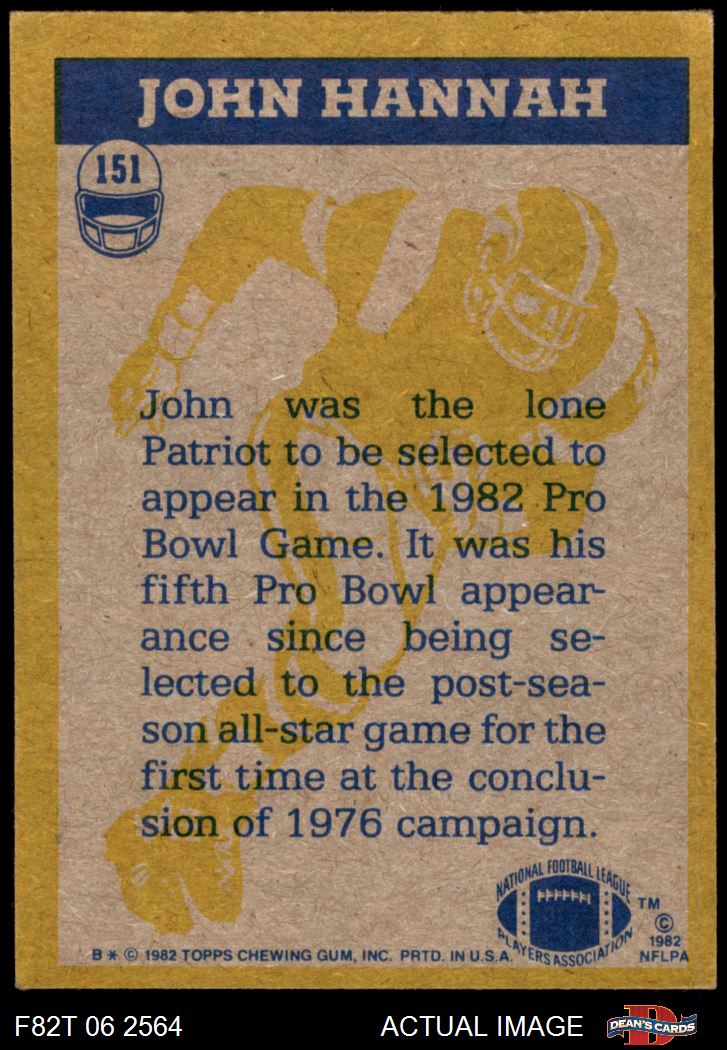 JOHN HANNAH
151
John was the lone
Patriot to be selected to
appear in the 1982 Pro
Bowl Game. It was his
fifth Pro Bowl appear-
ance since being se-
lected to the post-sea-
son all-star game for the
first time at the conclu-
sion of 1976 campaign.
NATIONAL FOOTBALL LEAGUE
PLAYERS ASSOCIATION
TM
©
1982
NFLPA
B * © 1982 TOPPS CHEWING GUM, INC. PRTD. IN U.S.A.
F82T 06 2564
ACTUAL IMAGE
D
DEAN'S CARDS